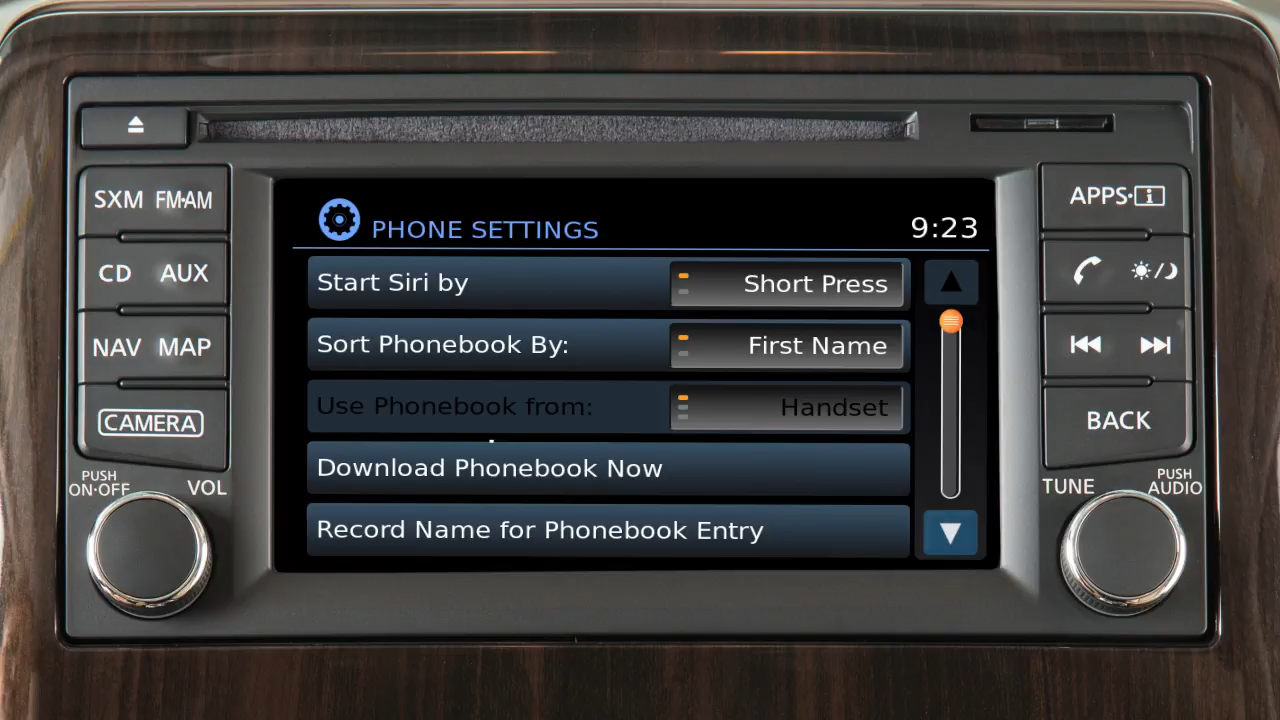 SXM FM·AM
CD AUX
NAV MAP
CAMERA
PUSH
ON·OFF
VOL
PHONE SETTINGS
9:23
Start Siri by Short Press
Sort Phonebook By: First Name
Use Phonebook from: Handset
Download Phonebook Now
Record Name for Phonebook Entry
APPS·i
BACK
TUNE
PUSH
AUDIO